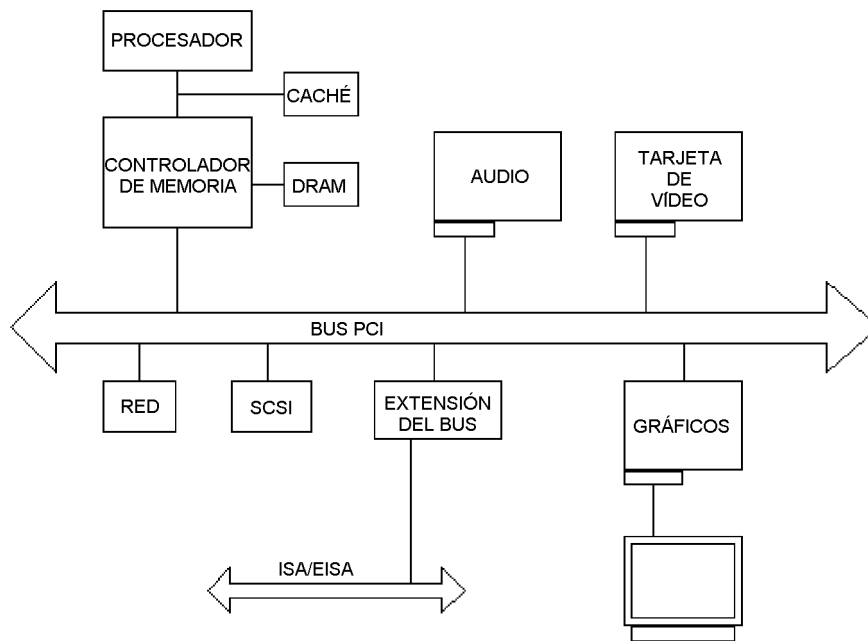 PROCESADOR
CACHÉ
CONTROLADOR
DE MEMORIA
DRAM
AUDIO
TARJETA
DE
VÍDEO
BUS PCI
RED
SCSI
EXTENSIÓN
DEL BUS
GRÁFICOS
ISA/EISA